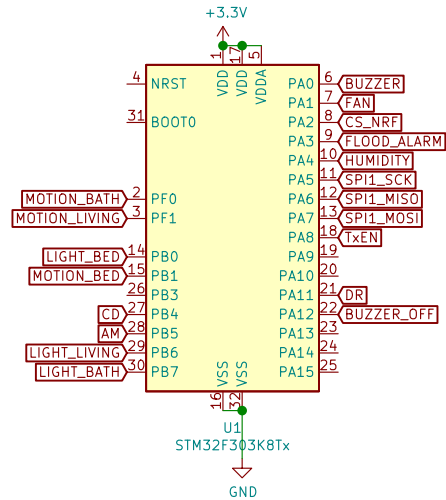 +3.3V
1 17 5
VDD VDD VDDA
4 NRST PA0 6 BUZZER
PA1 7 FAN
31 BOOT0 PA2 8 CS_NRF
PA3 9 FLOOD_ALARM
PA4 10 HUMIDITY
PA5 11 SPI1_SCK
MOTION_BATH 2 PF0 PA6 12 SPI1_MISO
MOTION_LIVING 3 PF1 PA7 13 SPI1_MOSI
PA8 18 TxEN
LIGHT_BED 14 PB0 PA9 19
MOTION_BED 15 PB1 PA10 20
26 PB3 PA11 21 DR
CD 27 PB4 PA12 22 BUZZER_OFF
AM 28 PB5 PA13 23
LIGHT_LIVING 29 PB6 PA14 24
LIGHT_BATH 30 PB7 PA15 25
VSS VSS
16 32
U1
STM32F303K8Tx
GND